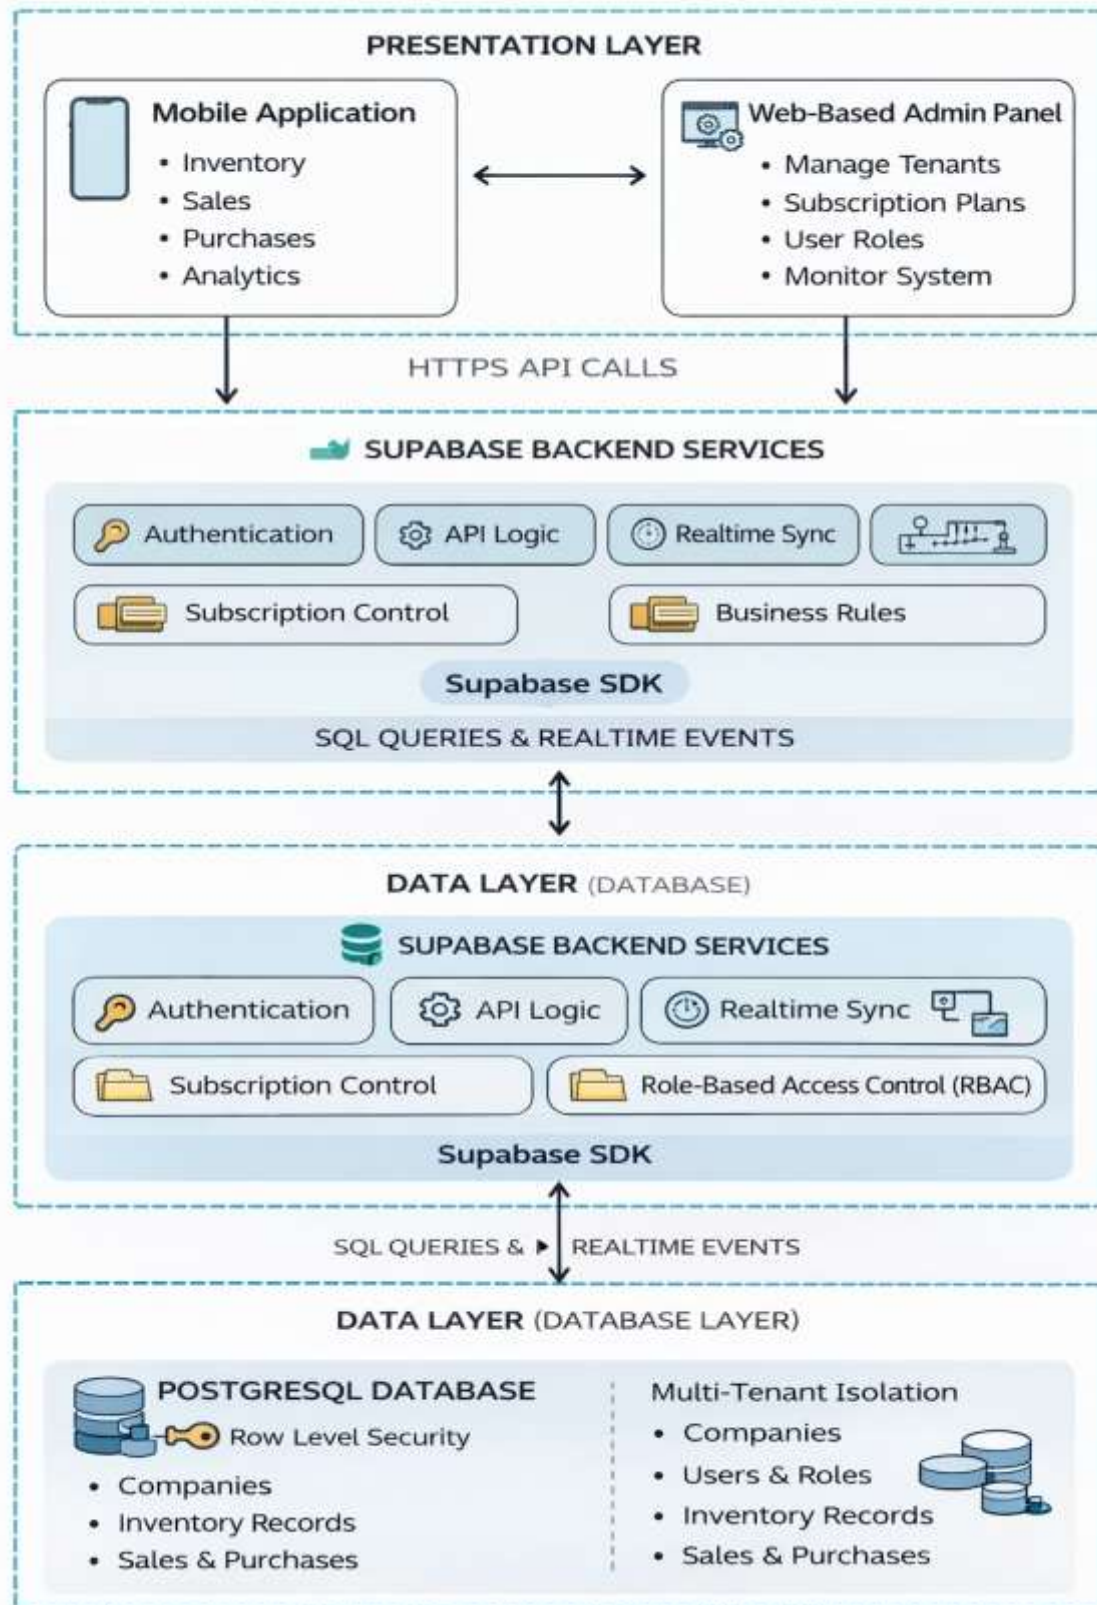 PRESENTATION LAYER
Mobile Application
• Inventory
• Sales
• Purchases
• Analytics
Web-Based Admin Panel
• Manage Tenants
• Subscription Plans
• User Roles
• Monitor System
HTTPS API CALLS
SUPABASE BACKEND SERVICES
Authentication
API Logic
Realtime Sync
Subscription Control
Business Rules
Supabase SDK
SQL QUERIES & REALTIME EVENTS
DATA LAYER (DATABASE)
SUPABASE BACKEND SERVICES
Authentication
API Logic
Realtime Sync
Subscription Control
Role-Based Access Control (RBAC)
Supabase SDK
SQL QUERIES & ▸ REALTIME EVENTS
DATA LAYER (DATABASE LAYER)
POSTGRESQL DATABASE
Row Level Security
• Companies
• Inventory Records
• Sales & Purchases
Multi-Tenant Isolation
• Companies
• Users & Roles
• Inventory Records
• Sales & Purchases